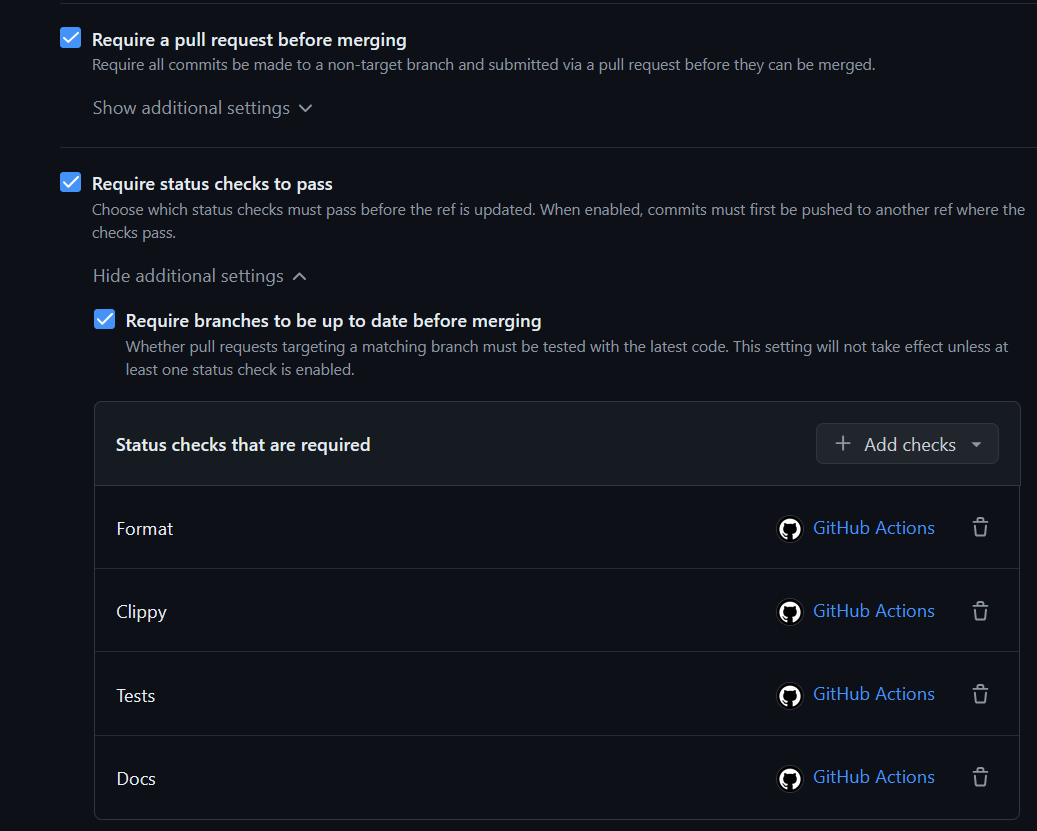 Require a pull request before merging
Require all commits be made to a non-target branch and submitted via a pull request before they can be merged.
Show additional settings
Require status checks to pass
Choose which status checks must pass before the ref is updated. When enabled, commits must first be pushed to another ref where the
checks pass.
Hide additional settings
Require branches to be up to date before merging
Whether pull requests targeting a matching branch must be tested with the latest code. This setting will not take effect unless at
least one status check is enabled.
Status checks that are required
Add checks
Format
GitHub Actions
Clippy
GitHub Actions
Tests
GitHub Actions
Docs
GitHub Actions